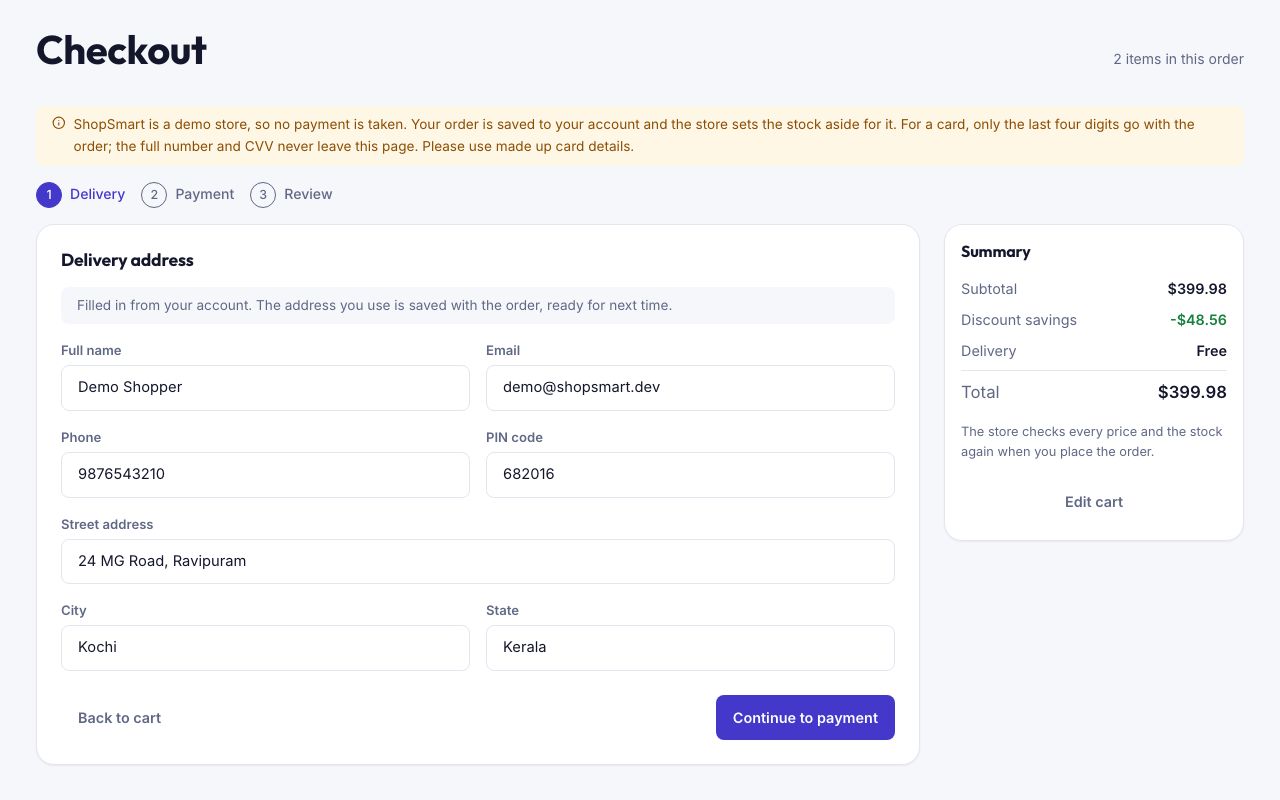 Checkout
2 items in this order
ShopSmart is a demo store, so no payment is taken. Your order is saved to your account and the store sets the stock aside for it. For a card, only the last four digits go with the
order; the full number and CVV never leave this page. Please use made up card details.
1 Delivery 2 Payment 3 Review
Delivery address
Filled in from your account. The address you use is saved with the order, ready for next time.
Full name Email
Demo Shopper demo@shopsmart.dev
Phone PIN code
9876543210 682016
Street address
24 MG Road, Ravipuram
City State
Kochi Kerala
Back to cart Continue to payment
Summary
Subtotal $399.98
Discount savings -$48.56
Delivery Free
Total $399.98
The store checks every price and the stock
again when you place the order.
Edit cart